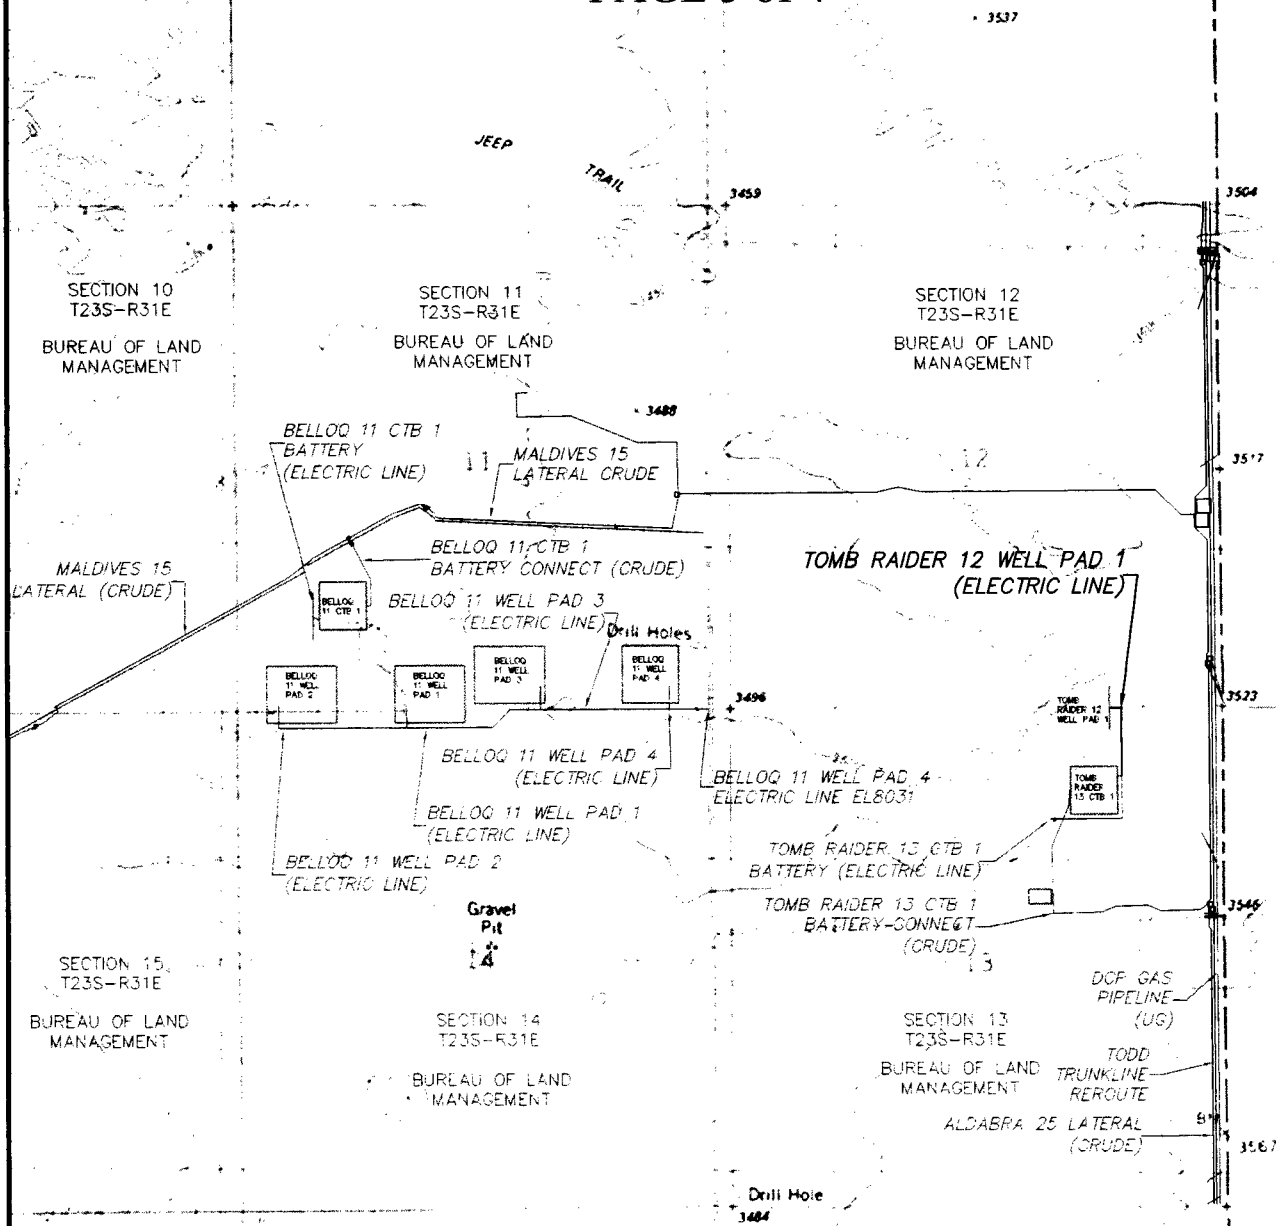 3537
JEEP
TRAIL
3459
3504
SECTION 10
T23S-R31E
BUREAU OF LAND
MANAGEMENT
SECTION 11
T23S-R31E
BUREAU OF LAND
MANAGEMENT
SECTION 12
T23S-R31E
BUREAU OF LAND
MANAGEMENT
3488
BELLOQ 11 CTB 1
BATTERY
(ELECTRIC LINE)
11
MALDIVES 15
LATERAL CRUDE
12
3517
BELLOQ 11 CTB 1
BATTERY CONNECT (CRUDE)
TOMB RAIDER 12 WELL PAD 1
(ELECTRIC LINE)
MALDIVES 15
LATERAL (CRUDE)
BELLOQ
11 CTB 1
BELLOQ 11 WELL PAD 3
(ELECTRIC LINE)
Drill Holes
BELLOQ
11 WELL
PAD 2
BELLOQ
11 WELL
PAD 1
BELLOQ
11 WELL
PAD 3
BELLOQ
11 WELL
PAD 4
3496
TOMB
RAIDER 12
WELL PAD 1
3523
BELLOQ 11 WELL PAD 4
(ELECTRIC LINE)
BELLOQ 11 WELL PAD 4
ELECTRIC LINE EL8031
TOMB
RAIDER
13 CTB 1
BELLOQ 11 WELL PAD 1
(ELECTRIC LINE)
BELLOQ 11 WELL PAD 2
(ELECTRIC LINE)
TOMB RAIDER 13 CTB 1
BATTERY (ELECTRIC LINE)
TOMB RAIDER 13 CTB 1
BATTERY-CONNECT
(CRUDE)
3546
Gravel
Pit
14
13
SECTION 15
T23S-R31E
BUREAU OF LAND
MANAGEMENT
SECTION 14
T23S-R31E
BUREAU OF LAND
MANAGEMENT
SECTION 13
T23S-R31E
BUREAU OF LAND
MANAGEMENT
DCP GAS
PIPELINE
(UG)
TODD
TRUNKLINE
REROUTE
ALDABRA 25 LATERAL
(CRUDE)
3567
Drill Hole
3484